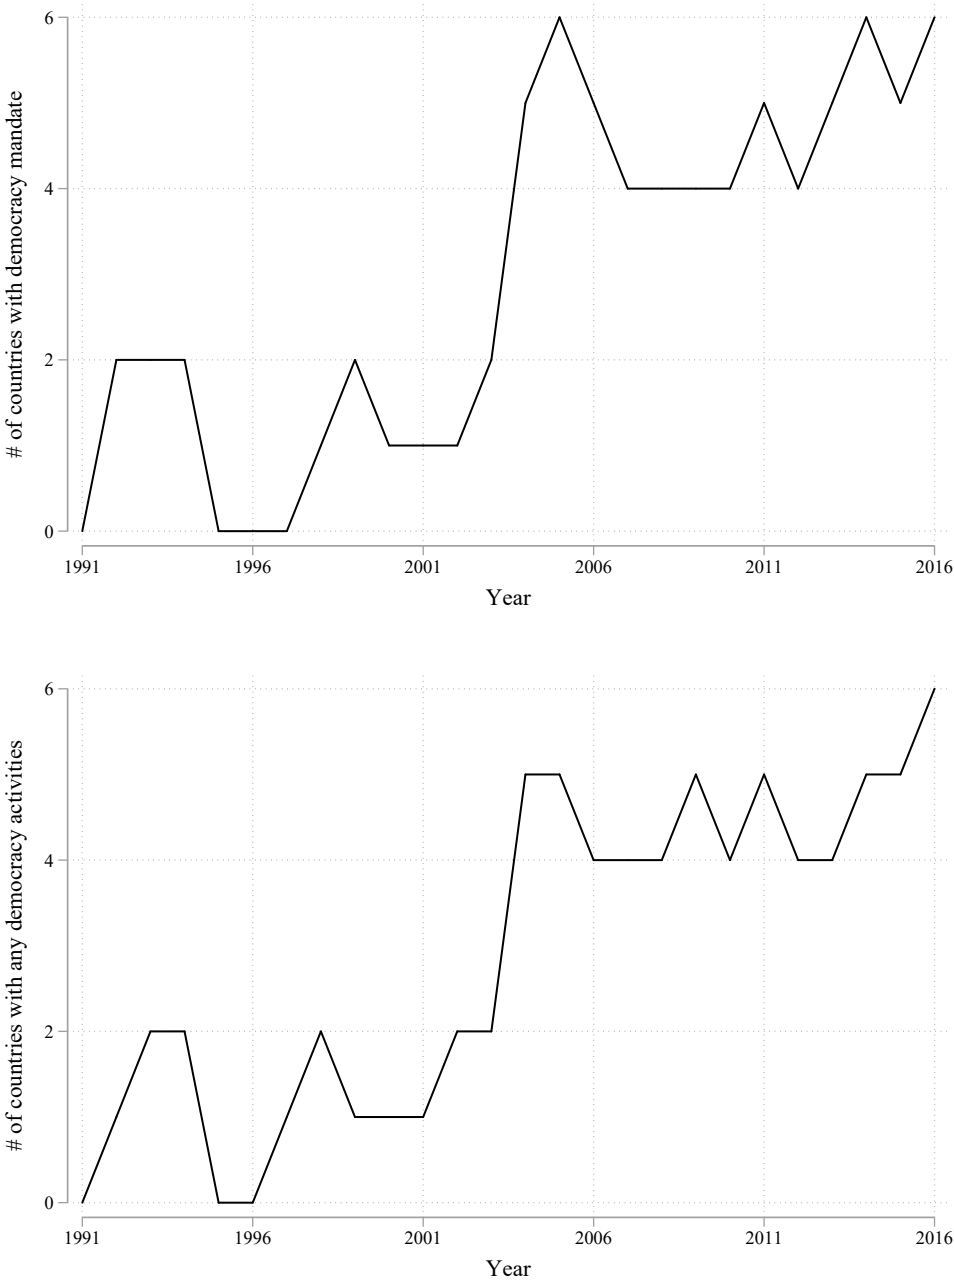 # of countries with democracy mandate
6
4
2
0
1991 1996 2001 2006 2011 2016
Year
# of countries with any democracy activities
6
4
2
0
1991 1996 2001 2006 2011 2016
Year